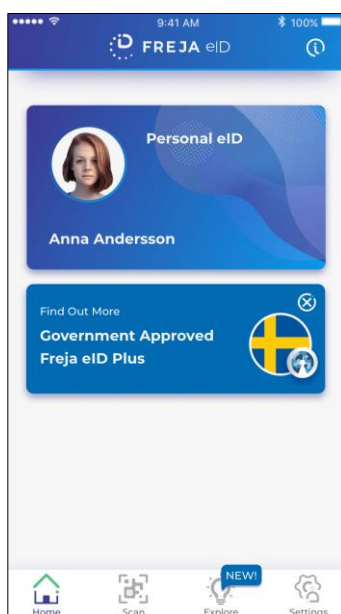 9:41 AM
100%
FREJA eID
Personal eID
Anna Andersson
Find Out More
Government Approved
Freja eID Plus
NEW!
Home
Scan
Explore
Settings